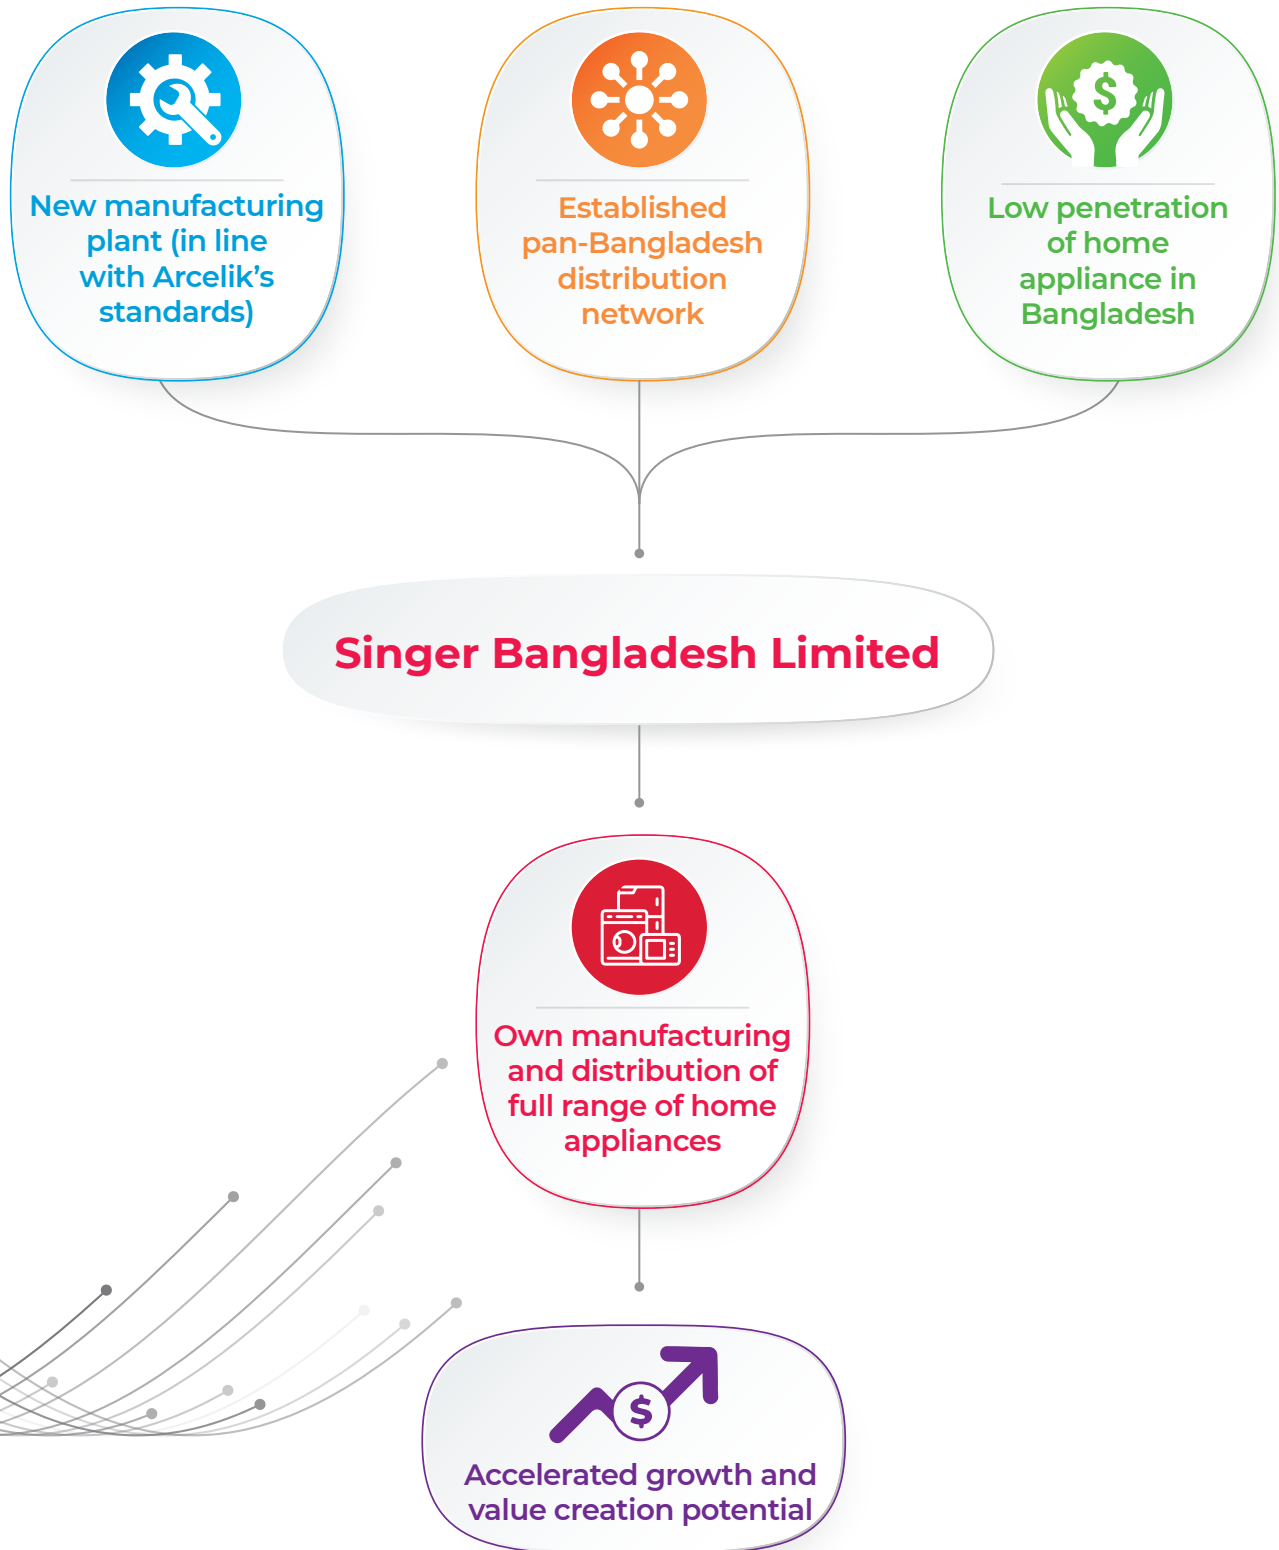 New manufacturing
plant (in line
with Arcelik’s
standards)
Established
pan-Bangladesh
distribution
network
$
Low penetration
of home
appliance in
Bangladesh
Singer Bangladesh Limited
Own manufacturing
and distribution of
full range of home
appliances
$
Accelerated growth and
value creation potential